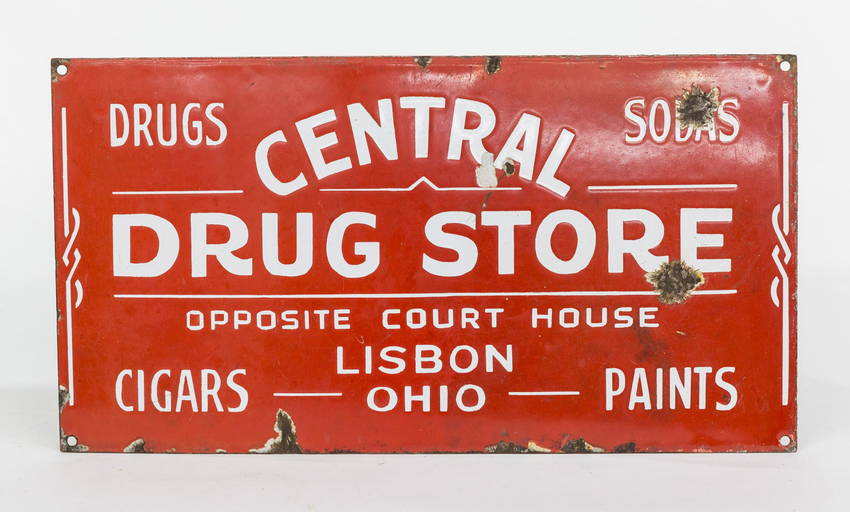 DRUGS SODAS
CENTRAL
DRUG STORE
OPPOSITE COURT HOUSE
LISBON
OHIO
CIGARS PAINTS